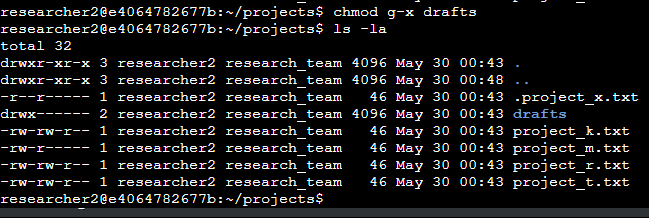 researcher2@e4064782677b:~/projects$ chmod g-x drafts
researcher2@e4064782677b:~/projects$ ls -la
total 32
drwxr-xr-x 3 researcher2 research_team 4096 May 30 00:43 .
drwxr-xr-x 3 researcher2 research_team 4096 May 30 00:48 ..
-r--r----- 1 researcher2 research_team   46 May 30 00:43 .project_x.txt
drwx------ 2 researcher2 research_team 4096 May 30 00:43 drafts
-rw-rw-r-- 1 researcher2 research_team   46 May 30 00:43 project_k.txt
-rw-rw-r-- 1 researcher2 research_team   46 May 30 00:43 project_m.txt
-rw-rw-r-- 1 researcher2 research_team   46 May 30 00:43 project_r.txt
-rw-rw-r-- 1 researcher2 research_team   46 May 30 00:43 project_t.txt
researcher2@e4064782677b:~/projects$